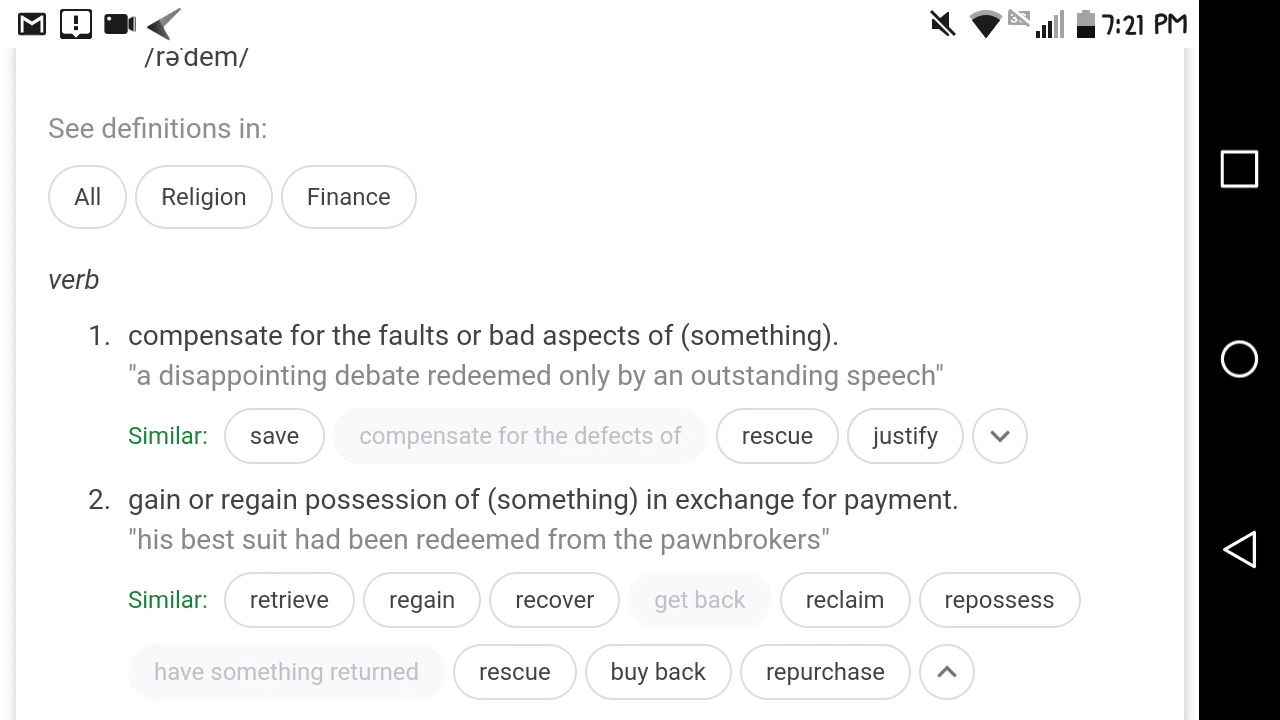 7:21 PM
/rəˈdem/
See definitions in:
All Religion Finance
verb
1. compensate for the faults or bad aspects of (something).
"a disappointing debate redeemed only by an outstanding speech"
Similar: save compensate for the defects of rescue justify
2. gain or regain possession of (something) in exchange for payment.
"his best suit had been redeemed from the pawnbrokers"
Similar: retrieve regain recover get back reclaim repossess
have something returned rescue buy back repurchase